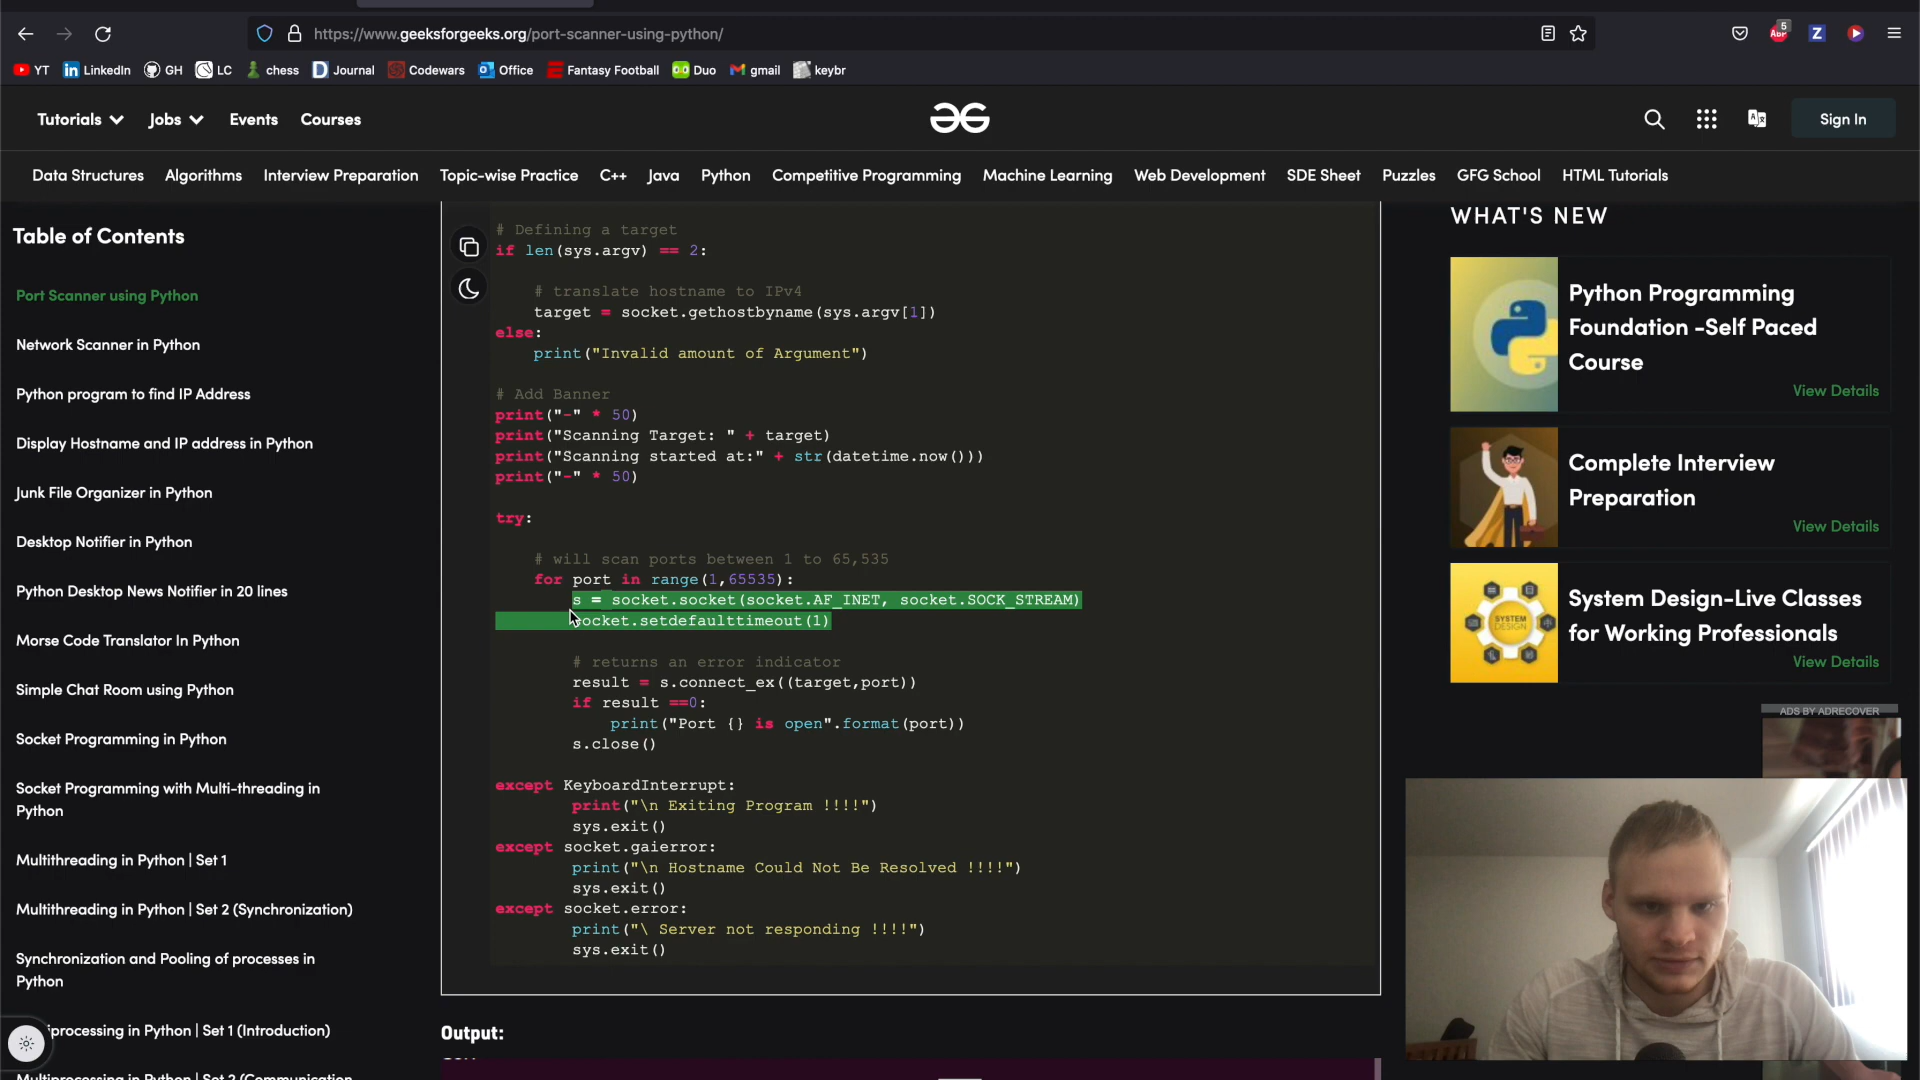 https://www.geeksforgeeks.org/port-scanner-using-python/
5
ABP
Z
YT
LinkedIn
GH
LC
chess
Journal
Codewars
Office
Fantasy Football
Duo
gmail
keybr
Tutorials
Jobs
Events
Courses
Sign In
Data Structures
Algorithms
Interview Preparation
Topic-wise Practice
C++
Java
Python
Competitive Programming
Machine Learning
Web Development
SDE Sheet
Puzzles
GFG School
HTML Tutorials
Table of Contents
Port Scanner using Python
Network Scanner in Python
Python program to find IP Address
Display Hostname and IP address in Python
Junk File Organizer in Python
Desktop Notifier in Python
Python Desktop News Notifier in 20 lines
Morse Code Translator In Python
Simple Chat Room using Python
Socket Programming in Python
Socket Programming with Multi-threading in
Python
Multithreading in Python | Set 1
Multithreading in Python | Set 2 (Synchronization)
Synchronization and Pooling of processes in
Python
iprocessing in Python | Set 1 (Introduction)
Multiprocessing in Python | Set 2 (Communication
# Defining a target
if len(sys.argv) == 2:
# translate hostname to IPv4
target = socket.gethostbyname(sys.argv[1])
else:
print("Invalid amount of Argument")
# Add Banner
print("-" * 50)
print("Scanning Target: " + target)
print("Scanning started at:" + str(datetime.now()))
print("-" * 50)
try:
# will scan ports between 1 to 65,535
for port in range(1,65535):
s = socket.socket(socket.AF_INET, socket.SOCK_STREAM)
socket.setdefaulttimeout(1)
# returns an error indicator
result = s.connect_ex((target,port))
if result ==0:
print("Port {} is open".format(port))
s.close()
except KeyboardInterrupt:
print("\n Exiting Program !!!!")
sys.exit()
except socket.gaierror:
print("\n Hostname Could Not Be Resolved !!!!")
sys.exit()
except socket.error:
print("\ Server not responding !!!!")
sys.exit()
Output:
WHAT'S NEW
Python Programming
Foundation -Self Paced
Course
View Details
Complete Interview
Preparation
View Details
SYSTEM
DESIGN
System Design-Live Classes
for Working Professionals
View Details
ADS BY ADRECOVER